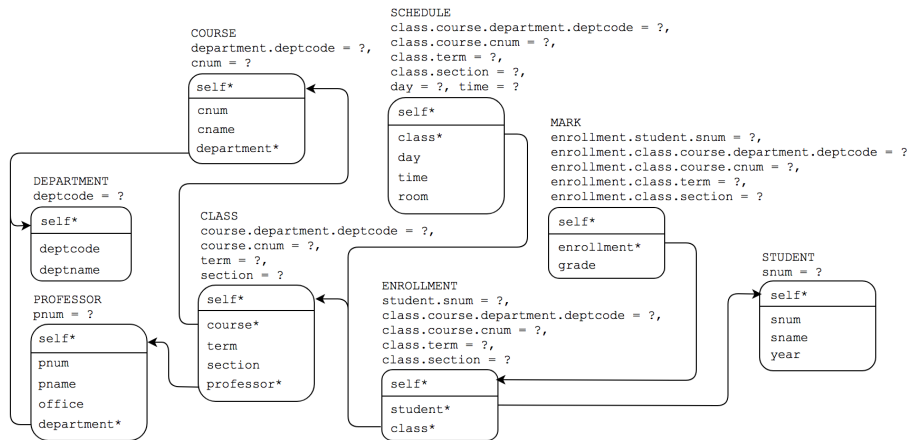 COURSE
department.deptcode = ?,
cnum = ?
self*
cnum
cname
department*
SCHEDULE
class.course.department.deptcode = ?,
class.course.cnum = ?,
class.term = ?,
class.section = ?,
day = ?, time = ?
self*
class*
day
time
room
MARK
enrollment.student.snum = ?,
enrollment.class.course.department.deptcode = ?
enrollment.class.course.cnum = ?,
enrollment.class.term = ?,
enrollment.class.section = ?
self*
enrollment*
grade
DEPARTMENT
deptcode = ?
self*
deptcode
deptname
CLASS
course.department.deptcode = ?,
course.cnum = ?,
term = ?,
section = ?
self*
course*
term
section
professor*
STUDENT
snum = ?
self*
snum
sname
year
PROFESSOR
pnum = ?
self*
pnum
pname
office
department*
ENROLLMENT
student.snum = ?,
class.course.department.deptcode = ?,
class.course.cnum = ?,
class.term = ?,
class.section = ?
self*
student*
class*